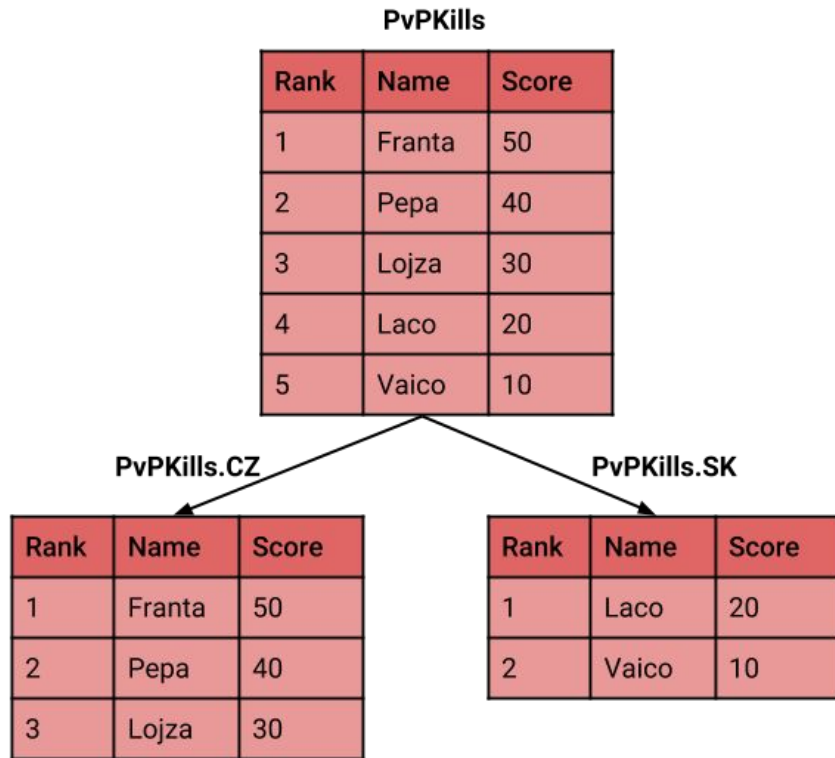 PvPKills
Rank Name Score
1 Franta 50
2 Pepa 40
3 Lojza 30
4 Laco 20
5 Vaico 10
PvPKills.CZ
Rank Name Score
1 Franta 50
2 Pepa 40
3 Lojza 30
PvPKills.SK
Rank Name Score
1 Laco 20
2 Vaico 10